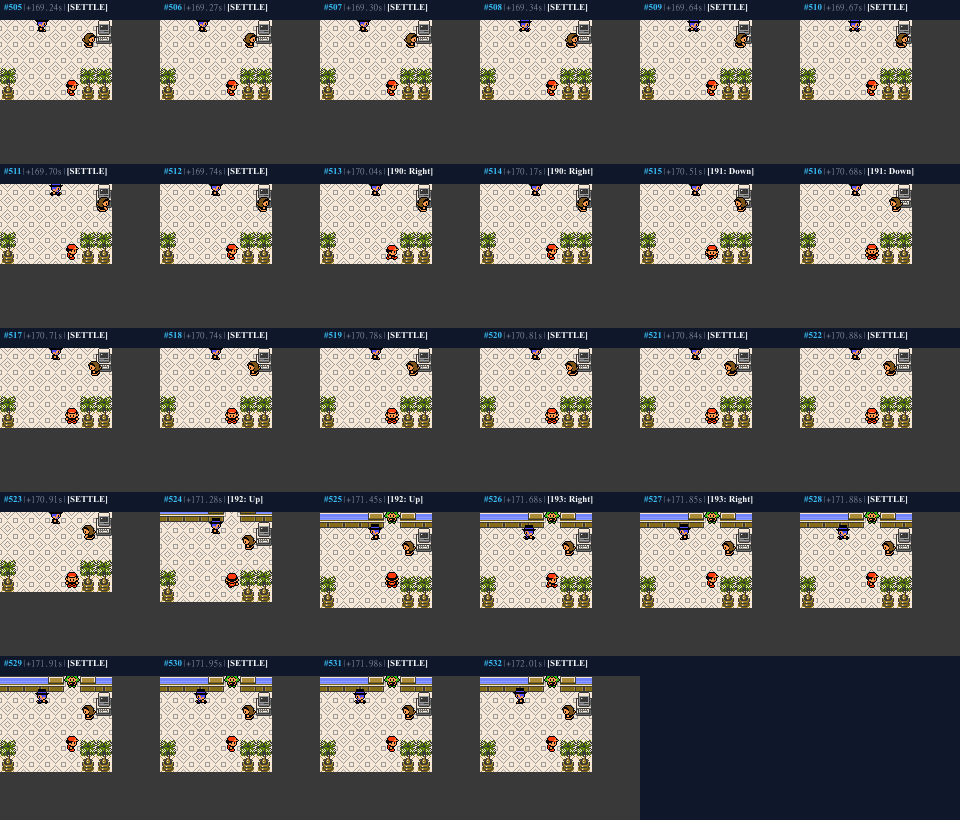 #505|+169.24s|[SETTLE]
#506|+169.27s|[SETTLE]
#507|+169.30s|[SETTLE]
#508|+169.34s|[SETTLE]
#509|+169.64s|[SETTLE]
#510|+169.67s|[SETTLE]
#511|+169.70s|[SETTLE]
#512|+169.74s|[SETTLE]
#513|+170.04s|[190: Right]
#514|+170.17s|[190: Right]
#515|+170.51s|[191: Down]
#516|+170.68s|[191: Down]
#517|+170.71s|[SETTLE]
#518|+170.74s|[SETTLE]
#519|+170.78s|[SETTLE]
#520|+170.81s|[SETTLE]
#521|+170.84s|[SETTLE]
#522|+170.88s|[SETTLE]
#523|+170.91s|[SETTLE]
#524|+171.28s|[192: Up]
#525|+171.45s|[192: Up]
#526|+171.68s|[193: Right]
#527|+171.85s|[193: Right]
#528|+171.88s|[SETTLE]
#529|+171.91s|[SETTLE]
#530|+171.95s|[SETTLE]
#531|+171.98s|[SETTLE]
#532|+172.01s|[SETTLE]